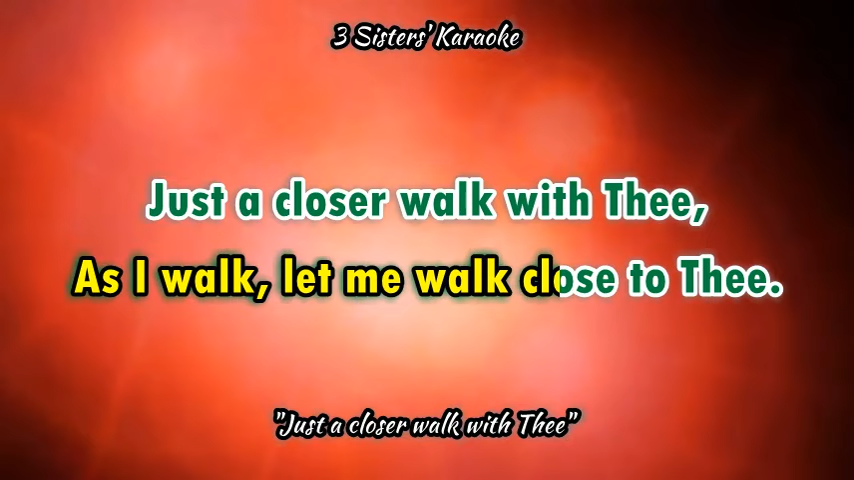 3 Sisters' Karaoke
Just a closer walk with Thee,
As I walk, let me walk close to Thee.
"Just a closer walk with Thee"